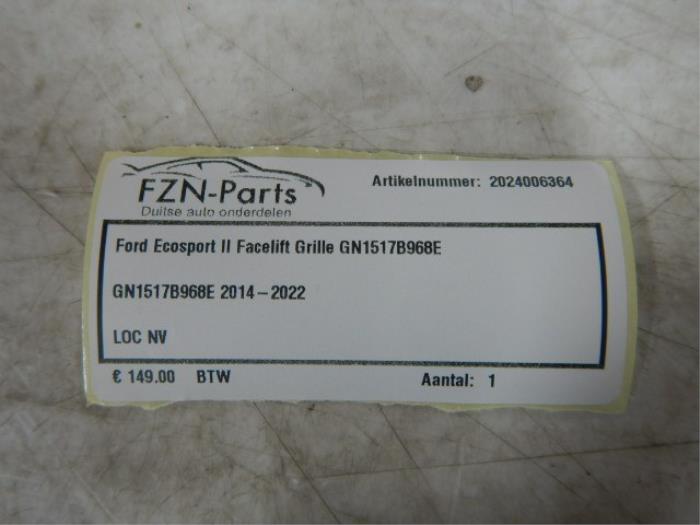 FZN-Parts
Duitse auto onderdelen
Artikelnummer: 2024006364
Ford Ecosport II Facelift Grille GN1517B968E
GN1517B968E 2014-2022
LOC NV
€ 149.00 BTW Aantal: 1